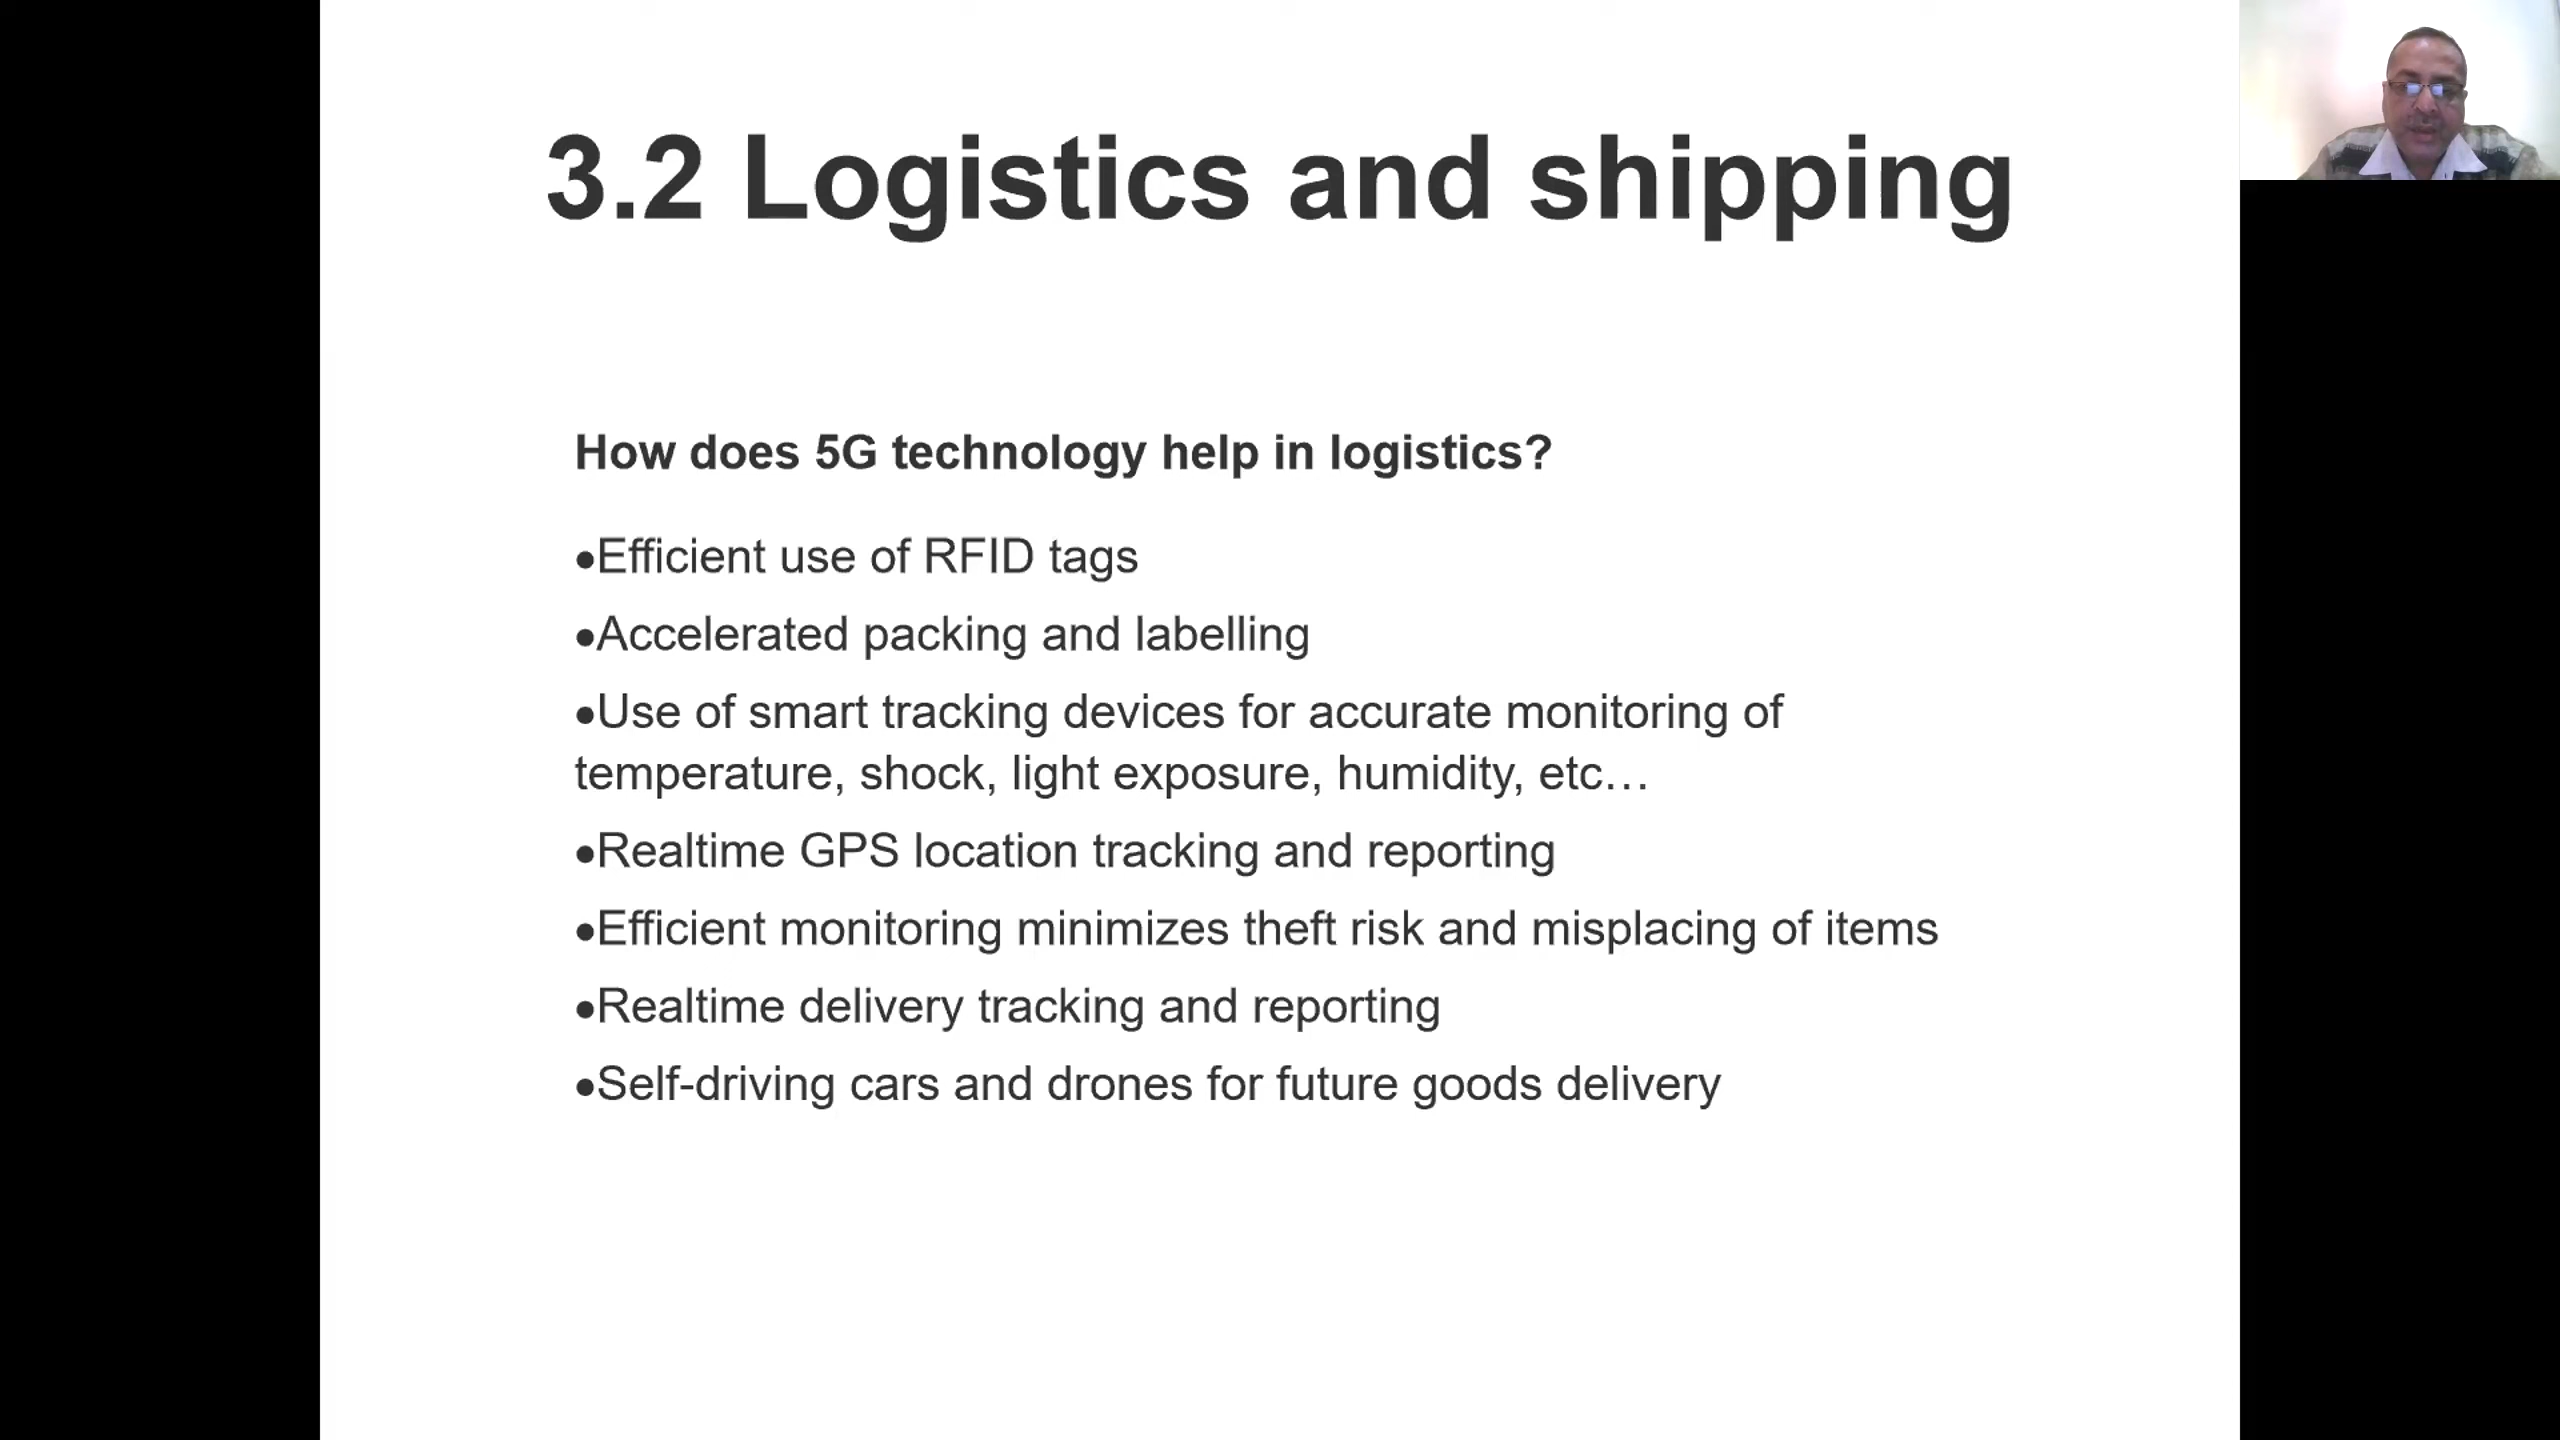 3.2 Logistics and shipping
How does 5G technology help in logistics?
●Efficient use of RFID tags
●Accelerated packing and labelling
●Use of smart tracking devices for accurate monitoring of
temperature, shock, light exposure, humidity, etc…
●Realtime GPS location tracking and reporting
●Efficient monitoring minimizes theft risk and misplacing of items
●Realtime delivery tracking and reporting
●Self-driving cars and drones for future goods delivery